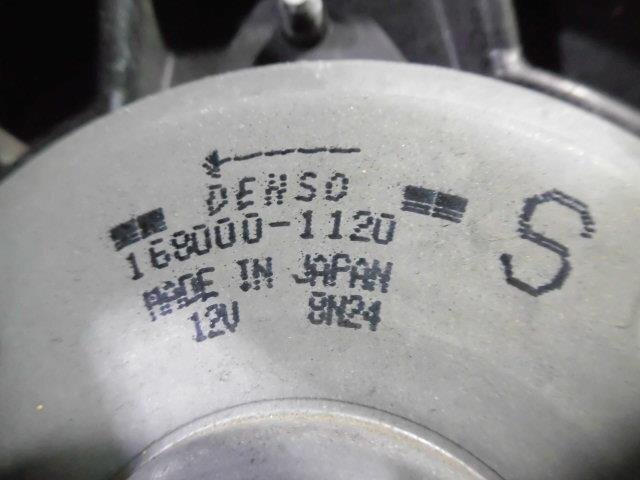 DENSO
168000-1120
S
MADE IN JAPAN
12V 8N24